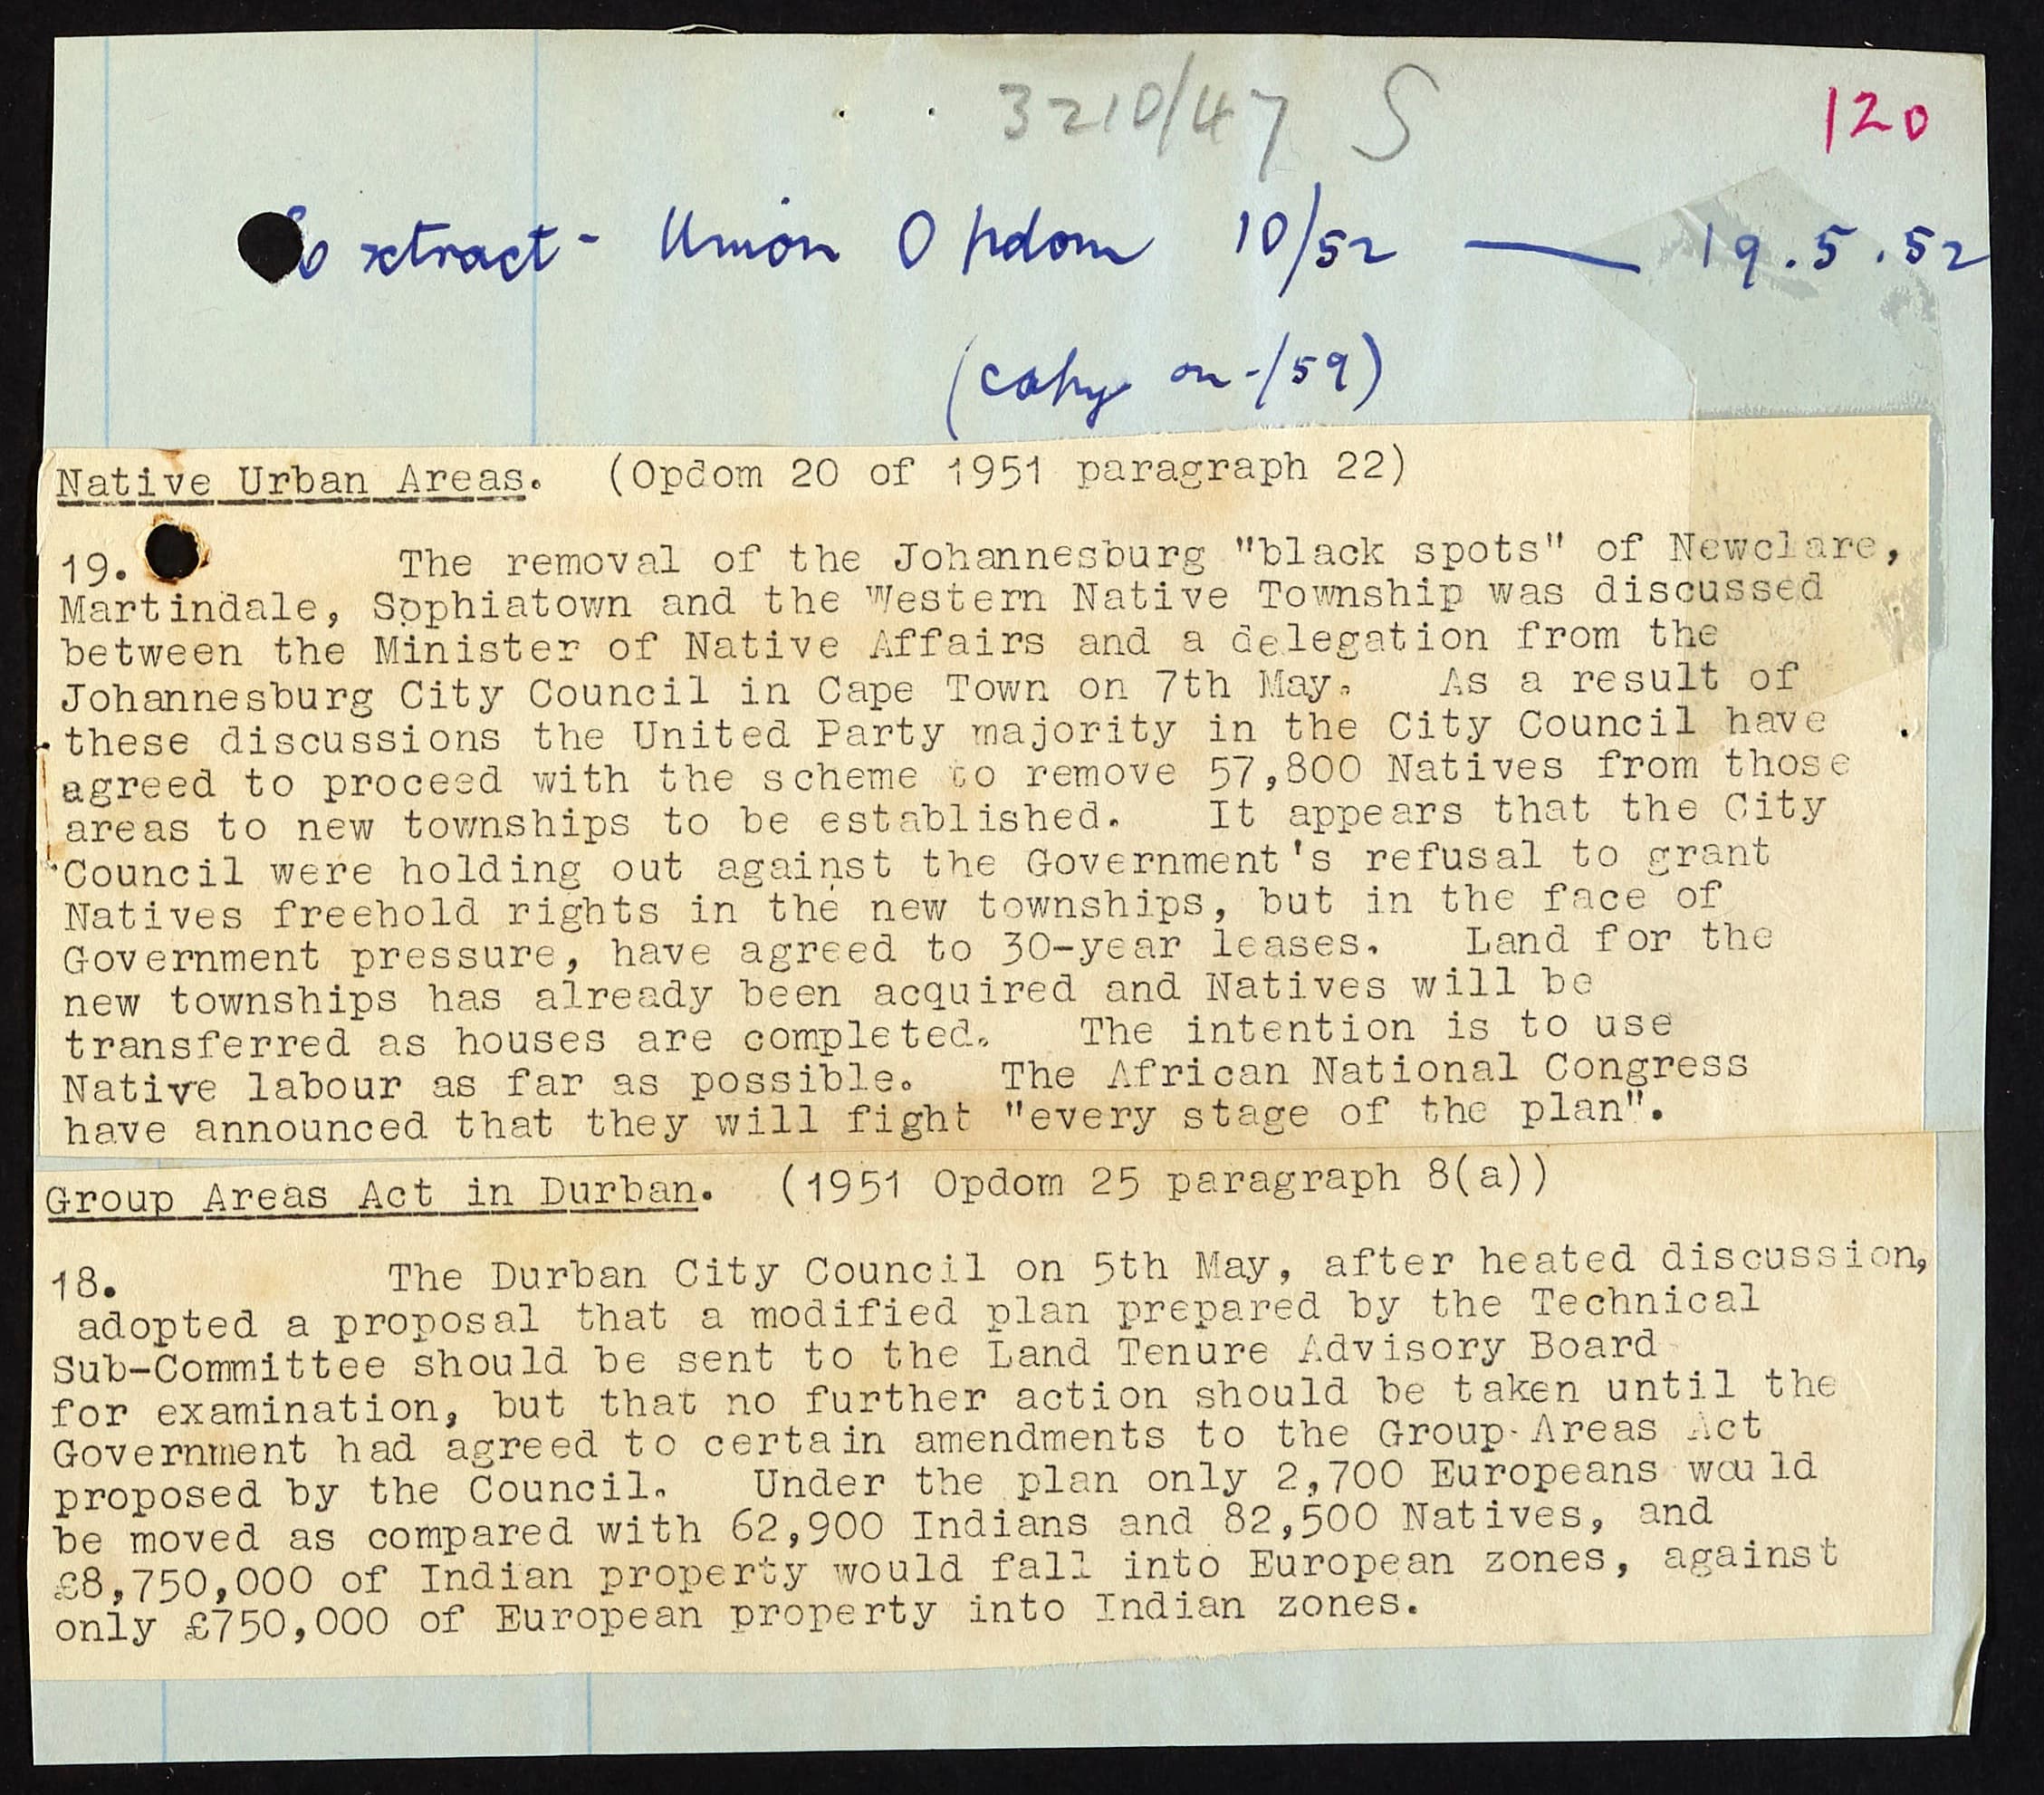 3210/47 S
120
Extract - Union Opdom 10/52 — 19.5.52
(copy on -/59)
Native Urban Areas. (Opdom 20 of 1951 paragraph 22)
19. The removal of the Johannesburg "black spots" of Newclare,
Martindale, Sophiatown and the Western Native Township was discussed
between the Minister of Native Affairs and a delegation from the
Johannesburg City Council in Cape Town on 7th May. As a result of
these discussions the United Party majority in the City Council have
agreed to proceed with the scheme to remove 57,800 Natives from those
areas to new townships to be established. It appears that the City
Council were holding out against the Government's refusal to grant
Natives freehold rights in the new townships, but in the face of
Government pressure, have agreed to 30-year leases. Land for the
new townships has already been acquired and Natives will be
transferred as houses are completed. The intention is to use
Native labour as far as possible. The African National Congress
have announced that they will fight "every stage of the plan".
Group Areas Act in Durban. (1951 Opdom 25 paragraph 8(a))
18. The Durban City Council on 5th May, after heated discussion,
adopted a proposal that a modified plan prepared by the Technical
Sub-Committee should be sent to the Land Tenure Advisory Board
for examination, but that no further action should be taken until the
Government had agreed to certain amendments to the Group Areas Act
proposed by the Council. Under the plan only 2,700 Europeans would
be moved as compared with 62,900 Indians and 82,500 Natives, and
£8,750,000 of Indian property would fall into European zones, against
only £750,000 of European property into Indian zones.